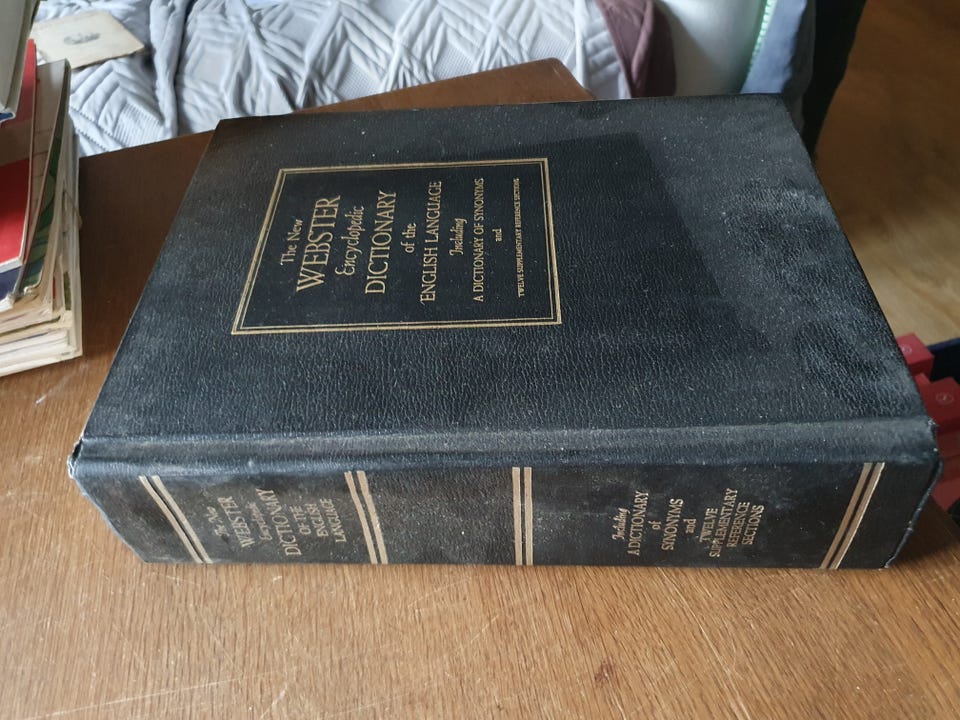 The New
WEBSTER
Encyclopedic
DICTIONARY
of the
ENGLISH LANGUAGE
Including
A DICTIONARY OF SYNONYMS
and
TWELVE SUPPLEMENTARY REFERENCE SECTIONS
The New
WEBSTER
Encyclopedic
DICTIONARY
OF THE
ENGLISH
LANGUAGE
Including
A DICTIONARY
of
SYNONYMS
and
TWELVE
SUPPLEMENTARY
REFERENCE
SECTIONS